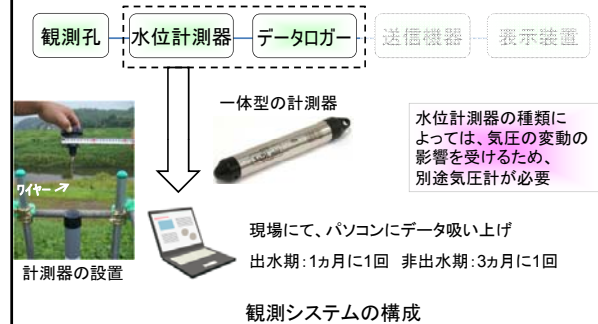 観測孔 水位計測器 データロガー 送信機器 表示装置
一体型の計測器
水位計測器の種類に
よっては、気圧の変動の
影響を受けるため、
別途気圧計が必要
ワイヤー
計測器の設置
現場にて、パソコンにデータ吸い上げ
出水期:1ヵ月に1回 非出水期:3ヵ月に1回
観測システムの構成